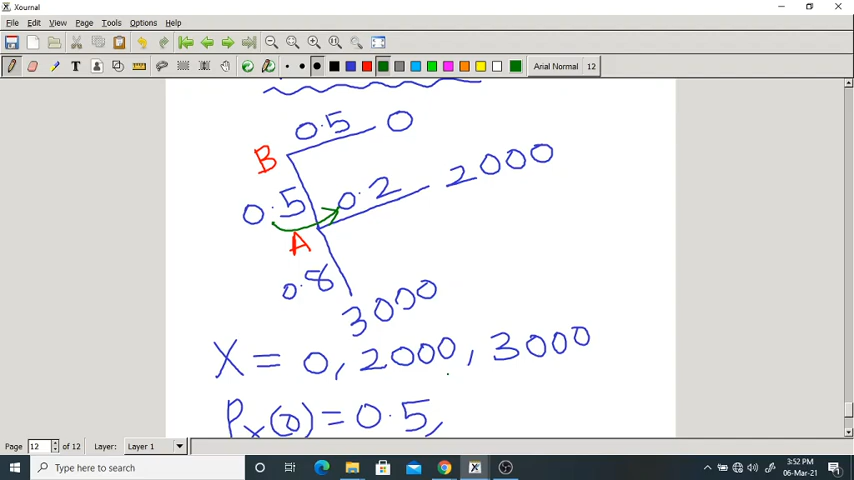 Xournal
File Edit View Page Tools Options Help
T Arial Normal 12
0.5 0
B
0.5 0.2 2000
A
0.8
3000
X = 0, 2000, 3000
Px(0) = 0.5,
Page 12 of 12 Layer: Layer 1
Type here to search
3:52 PM
06-Mar-21
1